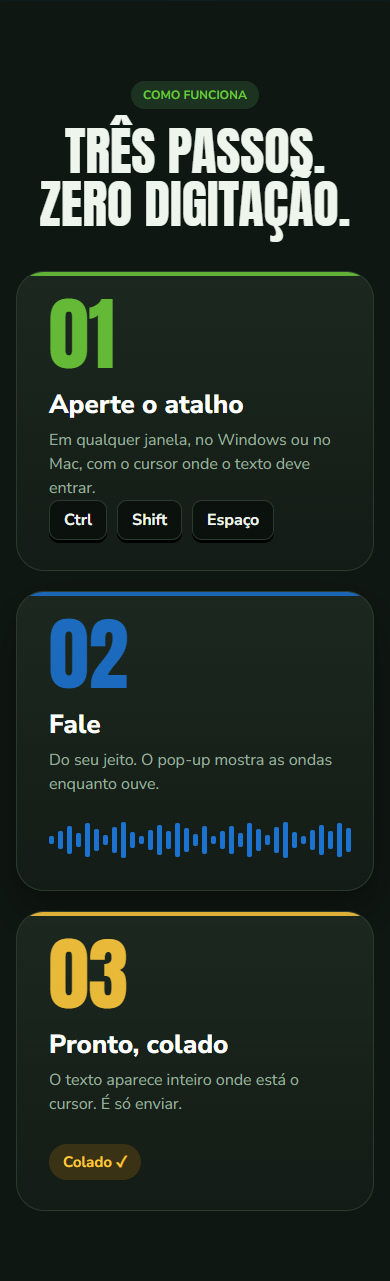 COMO FUNCIONA
TRÊS PASSOS.
ZERO DIGITAÇÃO.
01
Aperte o atalho
Em qualquer janela, no Windows ou no
Mac, com o cursor onde o texto deve
entrar.
Ctrl Shift Espaço
02
Fale
Do seu jeito. O pop-up mostra as ondas
enquanto ouve.
03
Pronto, colado
O texto aparece inteiro onde está o
cursor. É só enviar.
Colado ✓